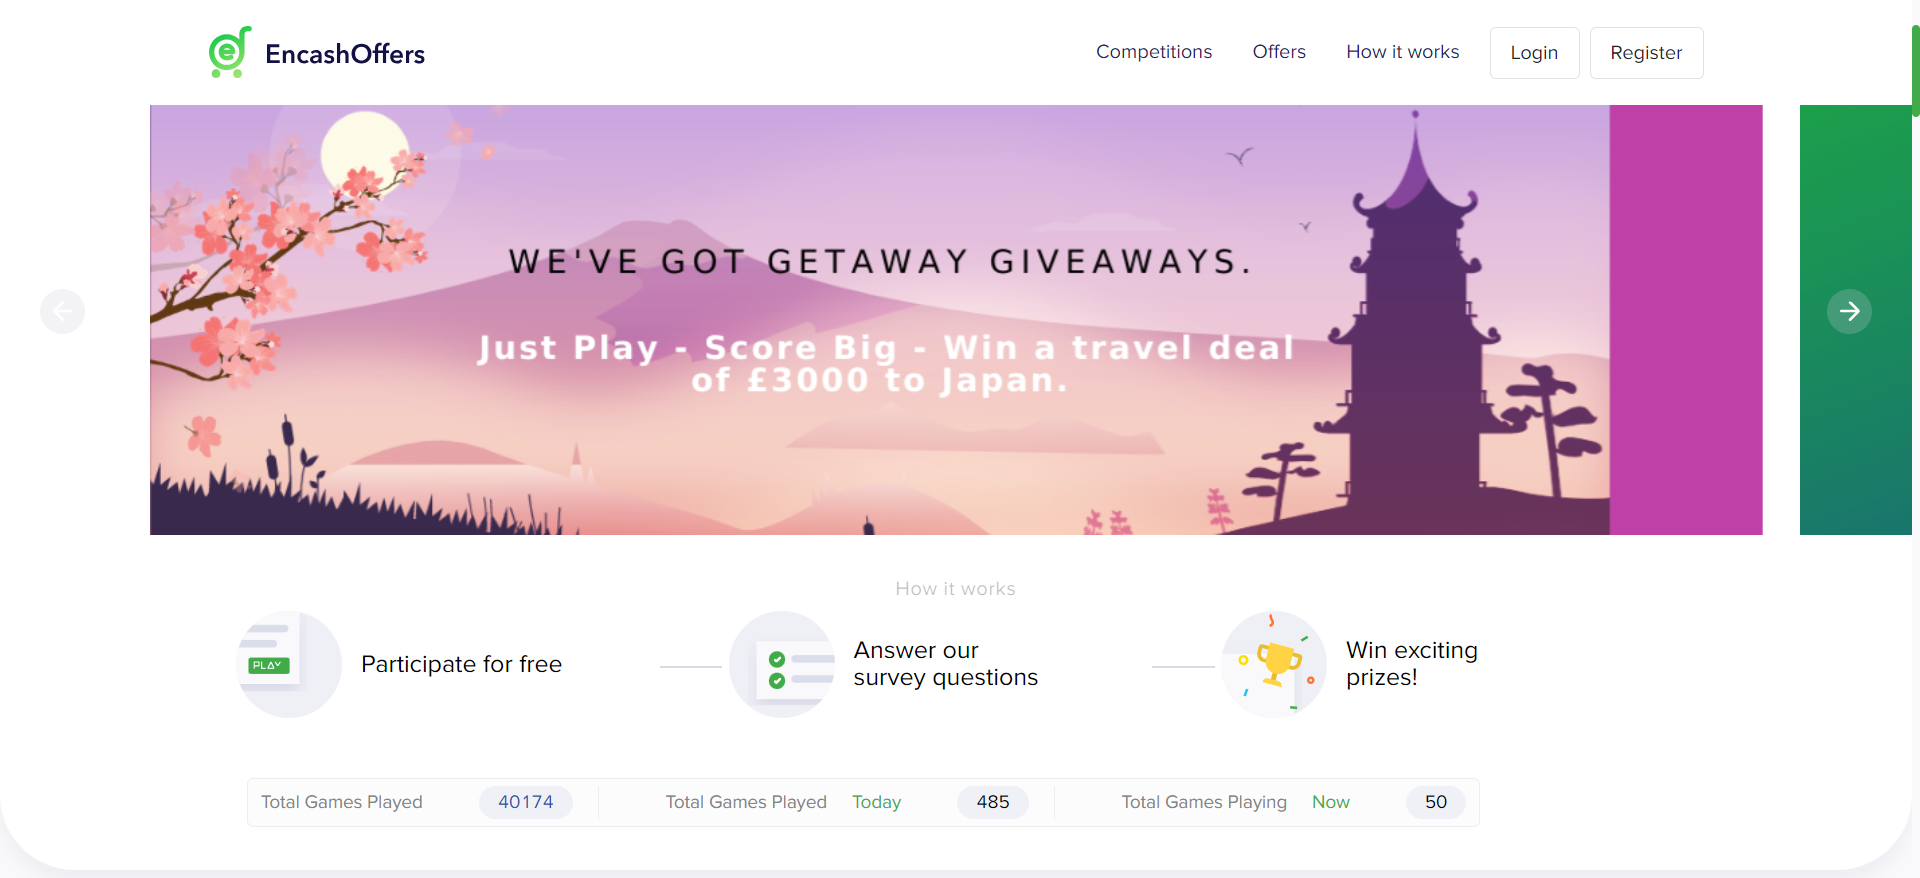 e
EncashOffers
Competitions
Offers
How it works
Login
Register
WE'VE GOT GETAWAY GIVEAWAYS.
Just Play - Score Big - Win a travel deal
of £3000 to Japan.
How it works
PLAY
Participate for free
Answer our
survey questions
Win exciting
prizes!
Total Games Played 40174
Total Games Played Today 485
Total Games Playing Now 50